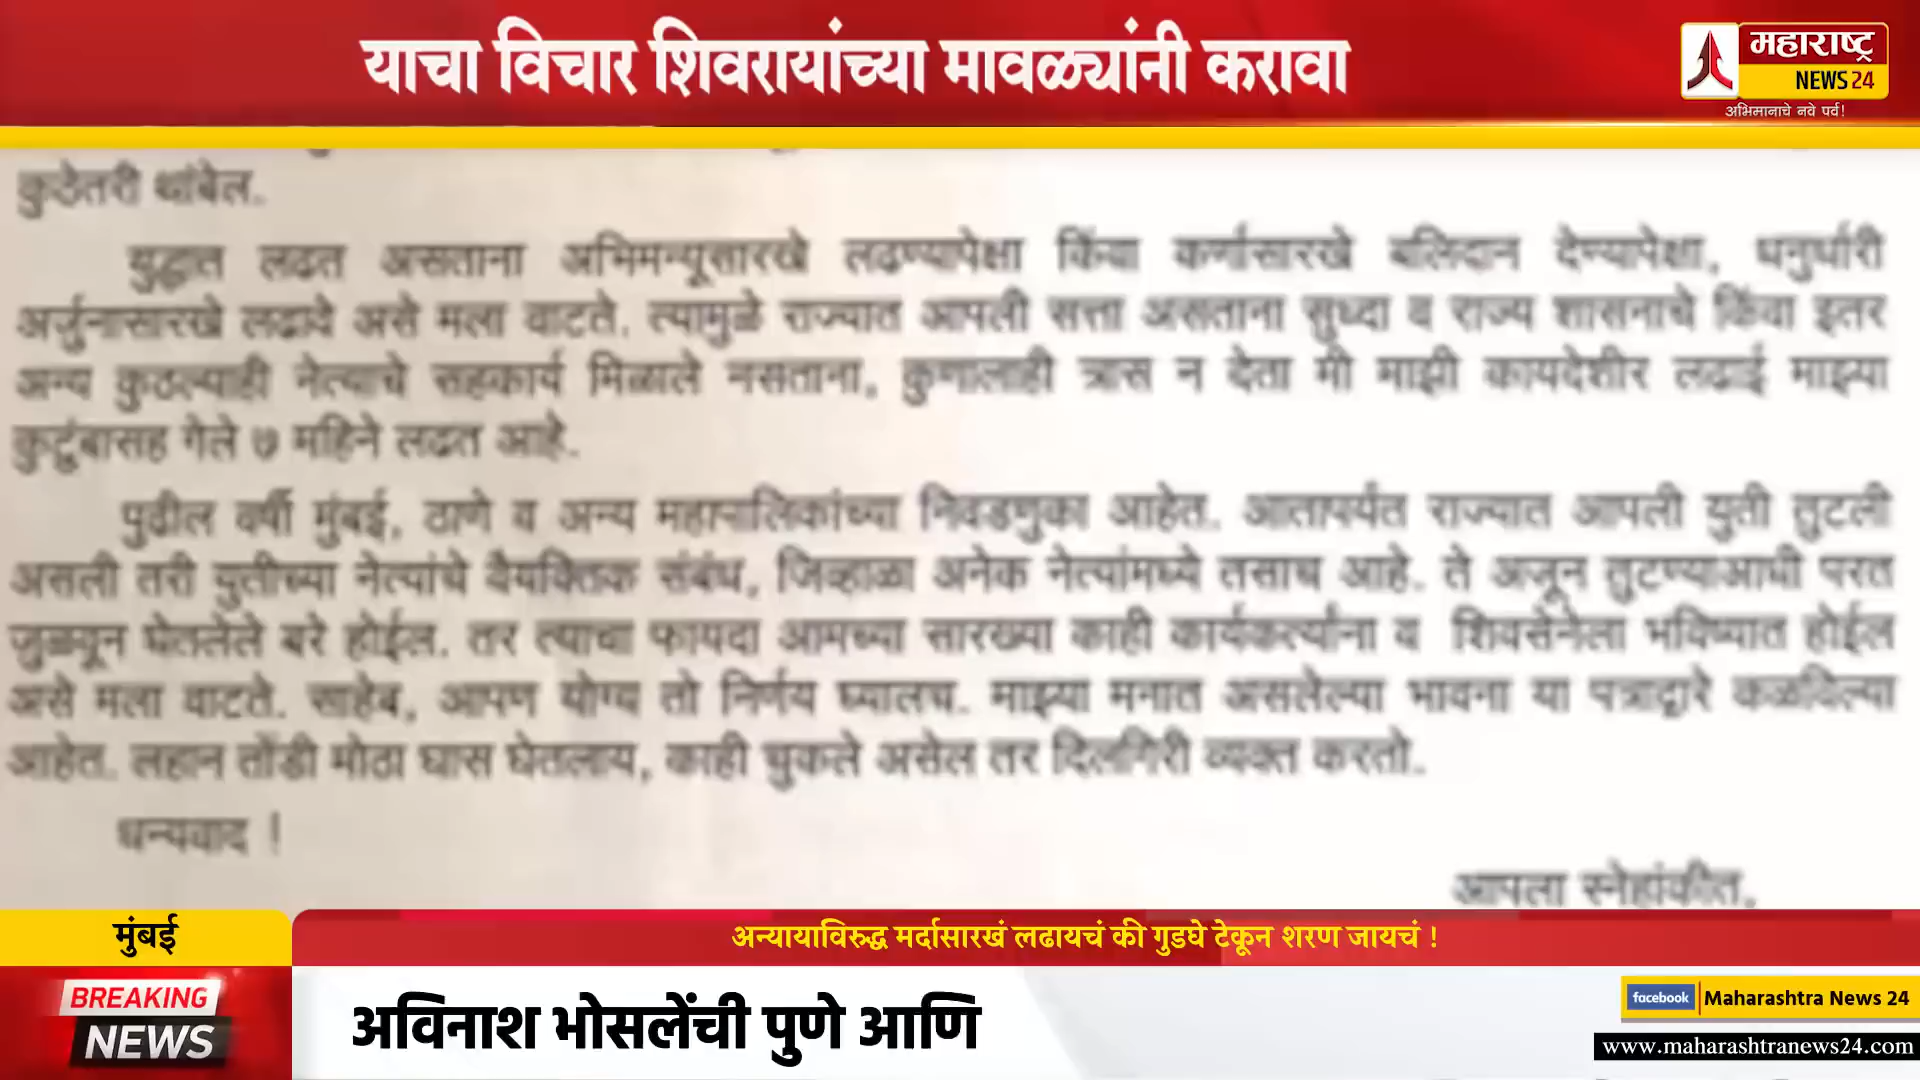 याचा विचार शिवरायांच्या मावळ्यांनी करावा
महाराष्ट्र
NEWS 24
अभिमानाचे नवे पर्व!
कुठेतरी थांबेल.
युद्धात लढत असताना अभिमन्यूसारखे लढण्यापेक्षा किंवा कर्णासारखे बलिदान देण्यापेक्षा, धनुर्धारी
अर्जुनासारखे लढावे असे मला वाटते. त्यामुळे राज्यात आपली सत्ता असताना सुध्दा व राज्य शासनाचे किंवा इतर
अन्य कुठल्याही नेत्याचे सहकार्य मिळाले नसताना, कुणालाही त्रास न देता मी माझी कायदेशीर लढाई माझ्या
कुटुंबासह गेले ७ महिने लढत आहे.
पुढील वर्षी मुंबई, ठाणे व अन्य महापालिकांच्या निवडणुका आहेत. आतापर्यंत राज्यात आपली युती तुटली
असली तरी युतीच्या नेत्यांचे वैयक्तिक संबंध, जिव्हाळा अनेक नेत्यांमध्ये तसाच आहे. ते अजून तुटण्याआधी परत
जुळवून घेतलेले बरे होईल. तर त्याचा फायदा आमच्या सारख्या काही कार्यकर्त्यांना व शिवसेनेला भविष्यात होईल
असे मला वाटते. साहेब, आपण योग्य तो निर्णय घ्यालच. माझ्या मनात असलेल्या भावना या पत्राद्वारे कळविल्या
आहेत. लहान तोंडी मोठा घास घेतलाय, काही चुकले असेल तर दिलगिरी व्यक्त करतो.
धन्यवाद !
आपला स्नेहांकीत,
मुंबई
अन्यायाविरुद्ध मर्दासारखं लढायचं की गुडघे टेकून शरण जायचं !
BREAKING
NEWS
अविनाश भोसलेंची पुणे आणि
facebook Maharashtra News 24
www.maharashtranews24.com